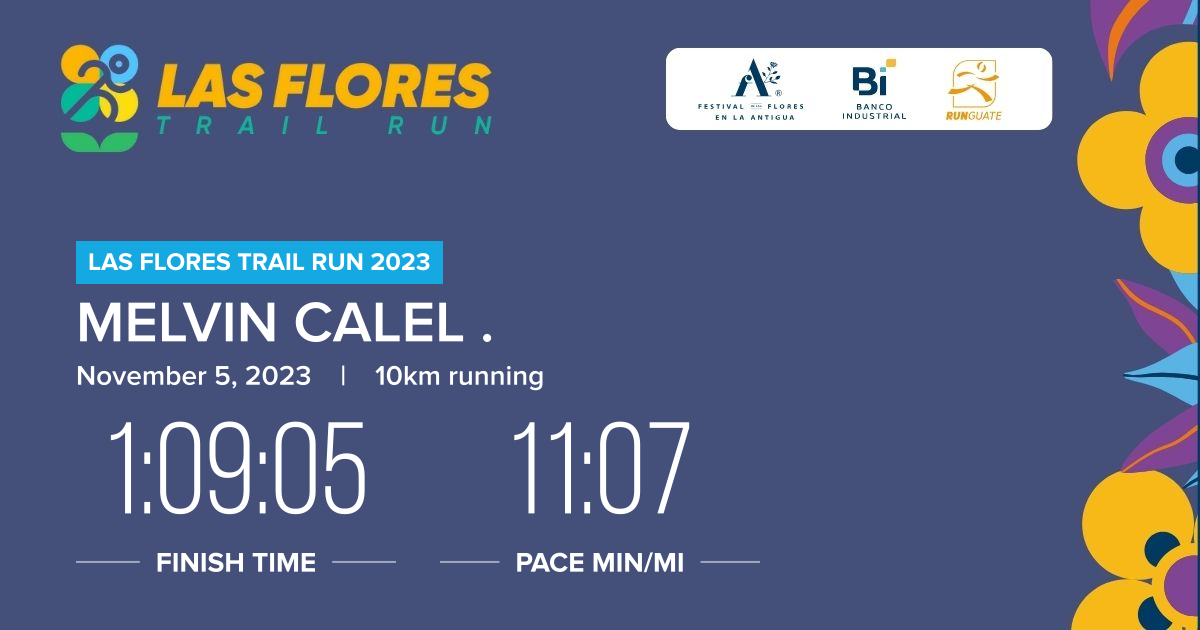 LAS FLORES
TRAIL RUN
FESTIVAL DE LAS FLORES
EN LA ANTIGUA
Bi
BANCO
INDUSTRIAL
RUNGUATE
LAS FLORES TRAIL RUN 2023
MELVIN CALEL .
November 5, 2023 | 10km running
1:09:05
11:07
FINISH TIME
PACE MIN/MI